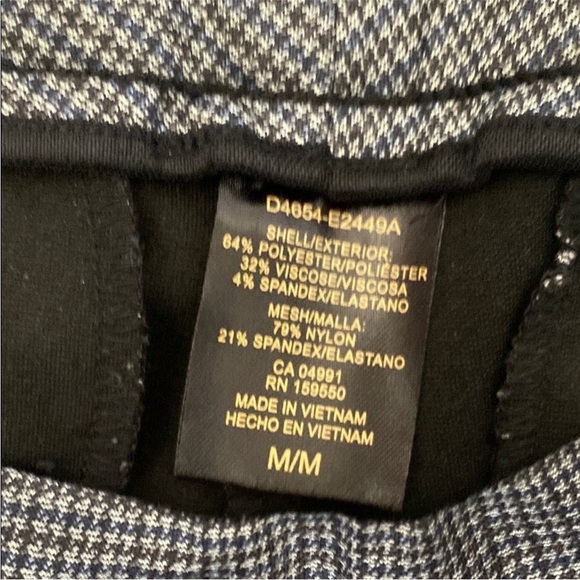 D4654-E2449A
SHELL/EXTERIOR:
64% POLYESTER/POLIÉSTER
32% VISCOSE/VISCOSA
4% SPANDEX/ELASTANO
MESH/MALLA:
79% NYLON
21% SPANDEX/ELASTANO
CA 04991
RN 159550
MADE IN VIETNAM
HECHO EN VIETNAM
M/M